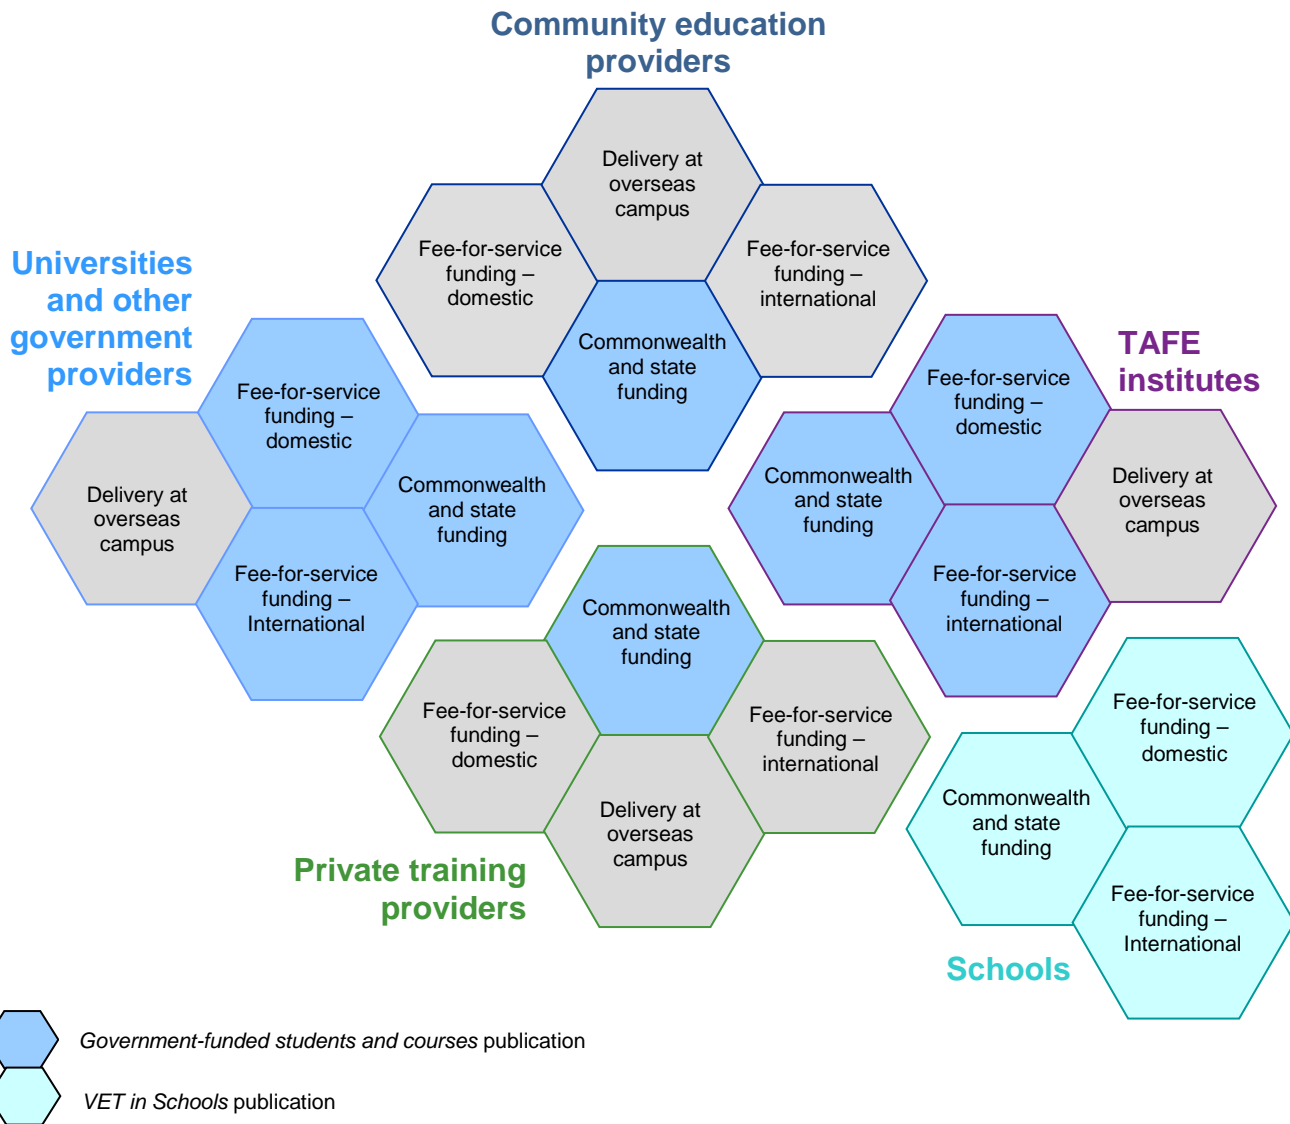 Community education
providers
Delivery at
overseas
campus
Fee-for-service
funding –
domestic
Fee-for-service
funding –
international
Commonwealth
and state
funding
Universities
and other
government
providers
Fee-for-service
funding –
domestic
Delivery at
overseas
campus
Commonwealth
and state
funding
Fee-for-service
funding –
International
TAFE
institutes
Fee-for-service
funding –
domestic
Commonwealth
and state
funding
Delivery at
overseas
campus
Fee-for-service
funding –
international
Commonwealth
and state
funding
Fee-for-service
funding –
domestic
Fee-for-service
funding –
international
Delivery at
overseas
campus
Private training
providers
Fee-for-service
funding –
domestic
Commonwealth
and state
funding
Fee-for-service
funding –
International
Schools
Government-funded students and courses publication
VET in Schools publication